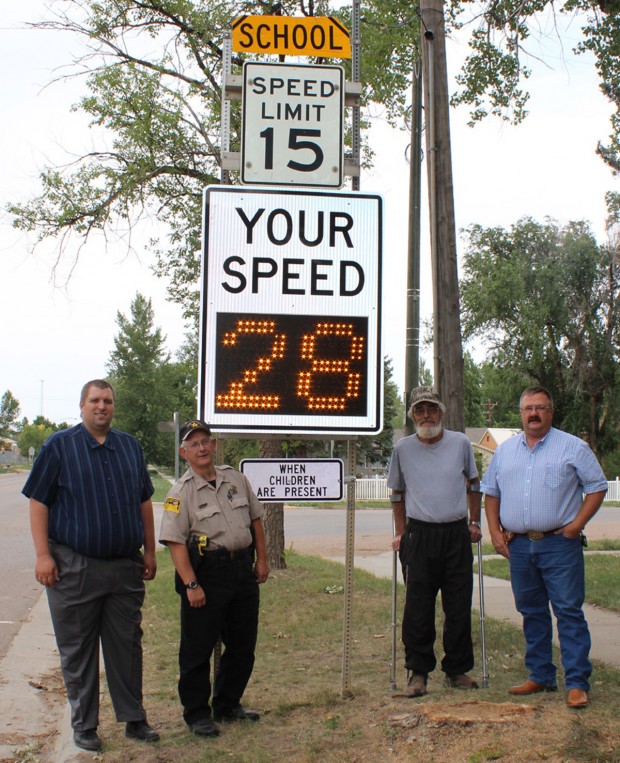 SCHOOL
SPEED
LIMIT
15
YOUR
SPEED
28
WHEN
CHILDREN
ARE PRESENT